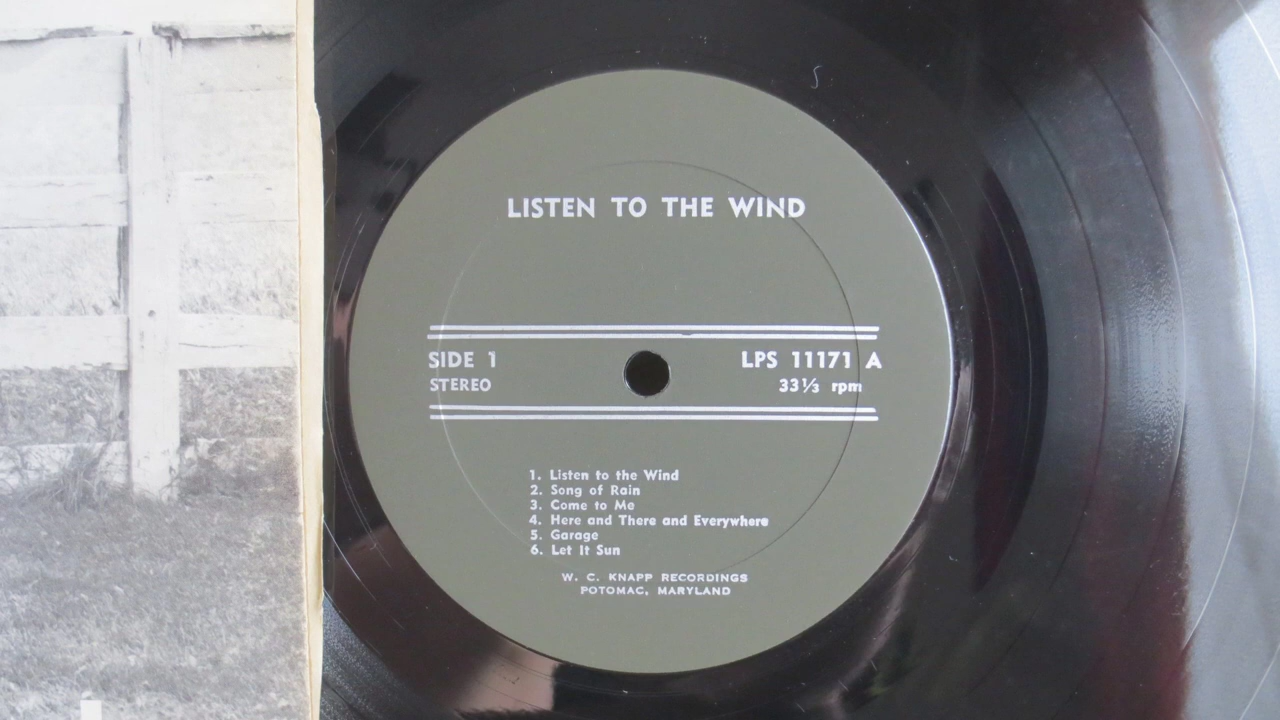 LISTEN TO THE WIND
SIDE 1
STEREO
LPS 11171 A
33⅓ rpm
1. Listen to the Wind
2. Song of Rain
3. Come to Me
4. Here and There and Everywhere
5. Garage
6. Let It Sun
W. C. KNAPP RECORDINGS
POTOMAC, MARYLAND